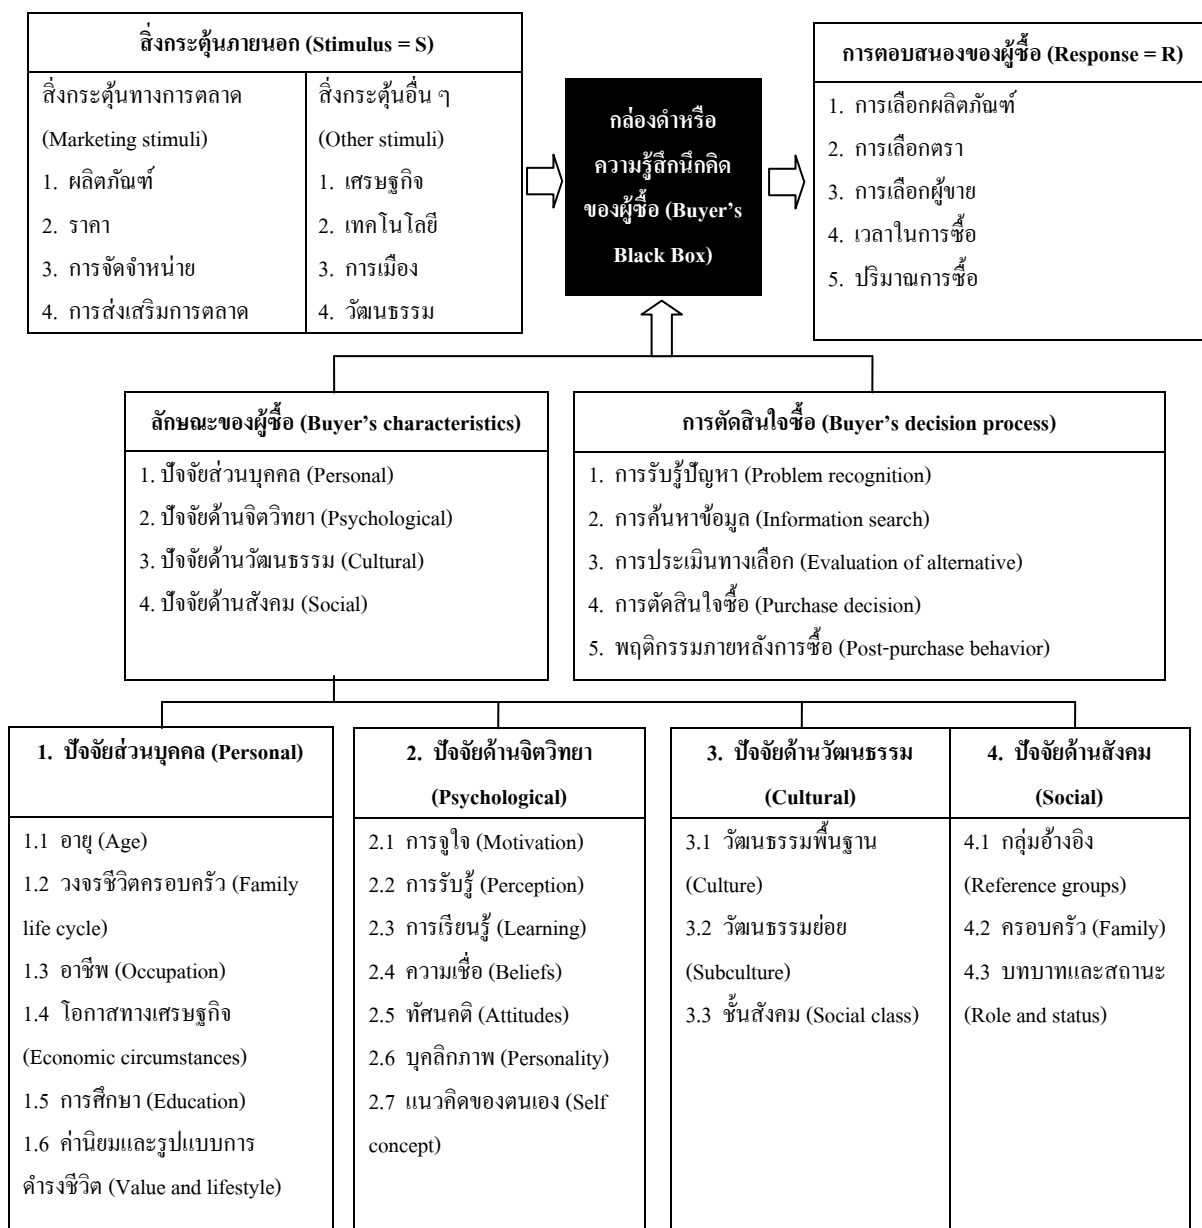 สิ่งกระตุ้นภายนอก (Stimulus = S)
สิ่งกระตุ้นทางการตลาด
(Marketing stimuli)
1. ผลิตภัณฑ์
2. ราคา
3. การจัดจำหน่าย
4. การส่งเสริมการตลาด
สิ่งกระตุ้นอื่น ๆ
(Other stimuli)
1. เศรษฐกิจ
2. เทคโนโลยี
3. การเมือง
4. วัฒนธรรม
กล่องดำหรือ
ความรู้สึกนึกคิด
ของผู้ซื้อ (Buyer’s
Black Box)
การตอบสนองของผู้ซื้อ (Response = R)
1. การเลือกผลิตภัณฑ์
2. การเลือกตรา
3. การเลือกผู้ขาย
4. เวลาในการซื้อ
5. ปริมาณการซื้อ
ลักษณะของผู้ซื้อ (Buyer’s characteristics)
1. ปัจจัยส่วนบุคคล (Personal)
2. ปัจจัยด้านจิตวิทยา (Psychological)
3. ปัจจัยด้านวัฒนธรรม (Cultural)
4. ปัจจัยด้านสังคม (Social)
การตัดสินใจซื้อ (Buyer’s decision process)
1. การรับรู้ปัญหา (Problem recognition)
2. การค้นหาข้อมูล (Information search)
3. การประเมินทางเลือก (Evaluation of alternative)
4. การตัดสินใจซื้อ (Purchase decision)
5. พฤติกรรมภายหลังการซื้อ (Post-purchase behavior)
1. ปัจจัยส่วนบุคคล (Personal)
1.1 อายุ (Age)
1.2 วงจรชีวิตครอบครัว (Family
life cycle)
1.3 อาชีพ (Occupation)
1.4 โอกาสทางเศรษฐกิจ
(Economic circumstances)
1.5 การศึกษา (Education)
1.6 ค่านิยมและรูปแบบการ
ดำรงชีวิต (Value and lifestyle)
2. ปัจจัยด้านจิตวิทยา
(Psychological)
2.1 การจูใจ (Motivation)
2.2 การรับรู้ (Perception)
2.3 การเรียนรู้ (Learning)
2.4 ความเชื่อ (Beliefs)
2.5 ทัศนคติ (Attitudes)
2.6 บุคลิกภาพ (Personality)
2.7 แนวคิดของตนเอง (Self
concept)
3. ปัจจัยด้านวัฒนธรรม
(Cultural)
3.1 วัฒนธรรมพื้นฐาน
(Culture)
3.2 วัฒนธรรมย่อย
(Subculture)
3.3 ชั้นสังคม (Social class)
4. ปัจจัยด้านสังคม
(Social)
4.1 กลุ่มอ้างอิง
(Reference groups)
4.2 ครอบครัว (Family)
4.3 บทบาทและสถานะ
(Role and status)